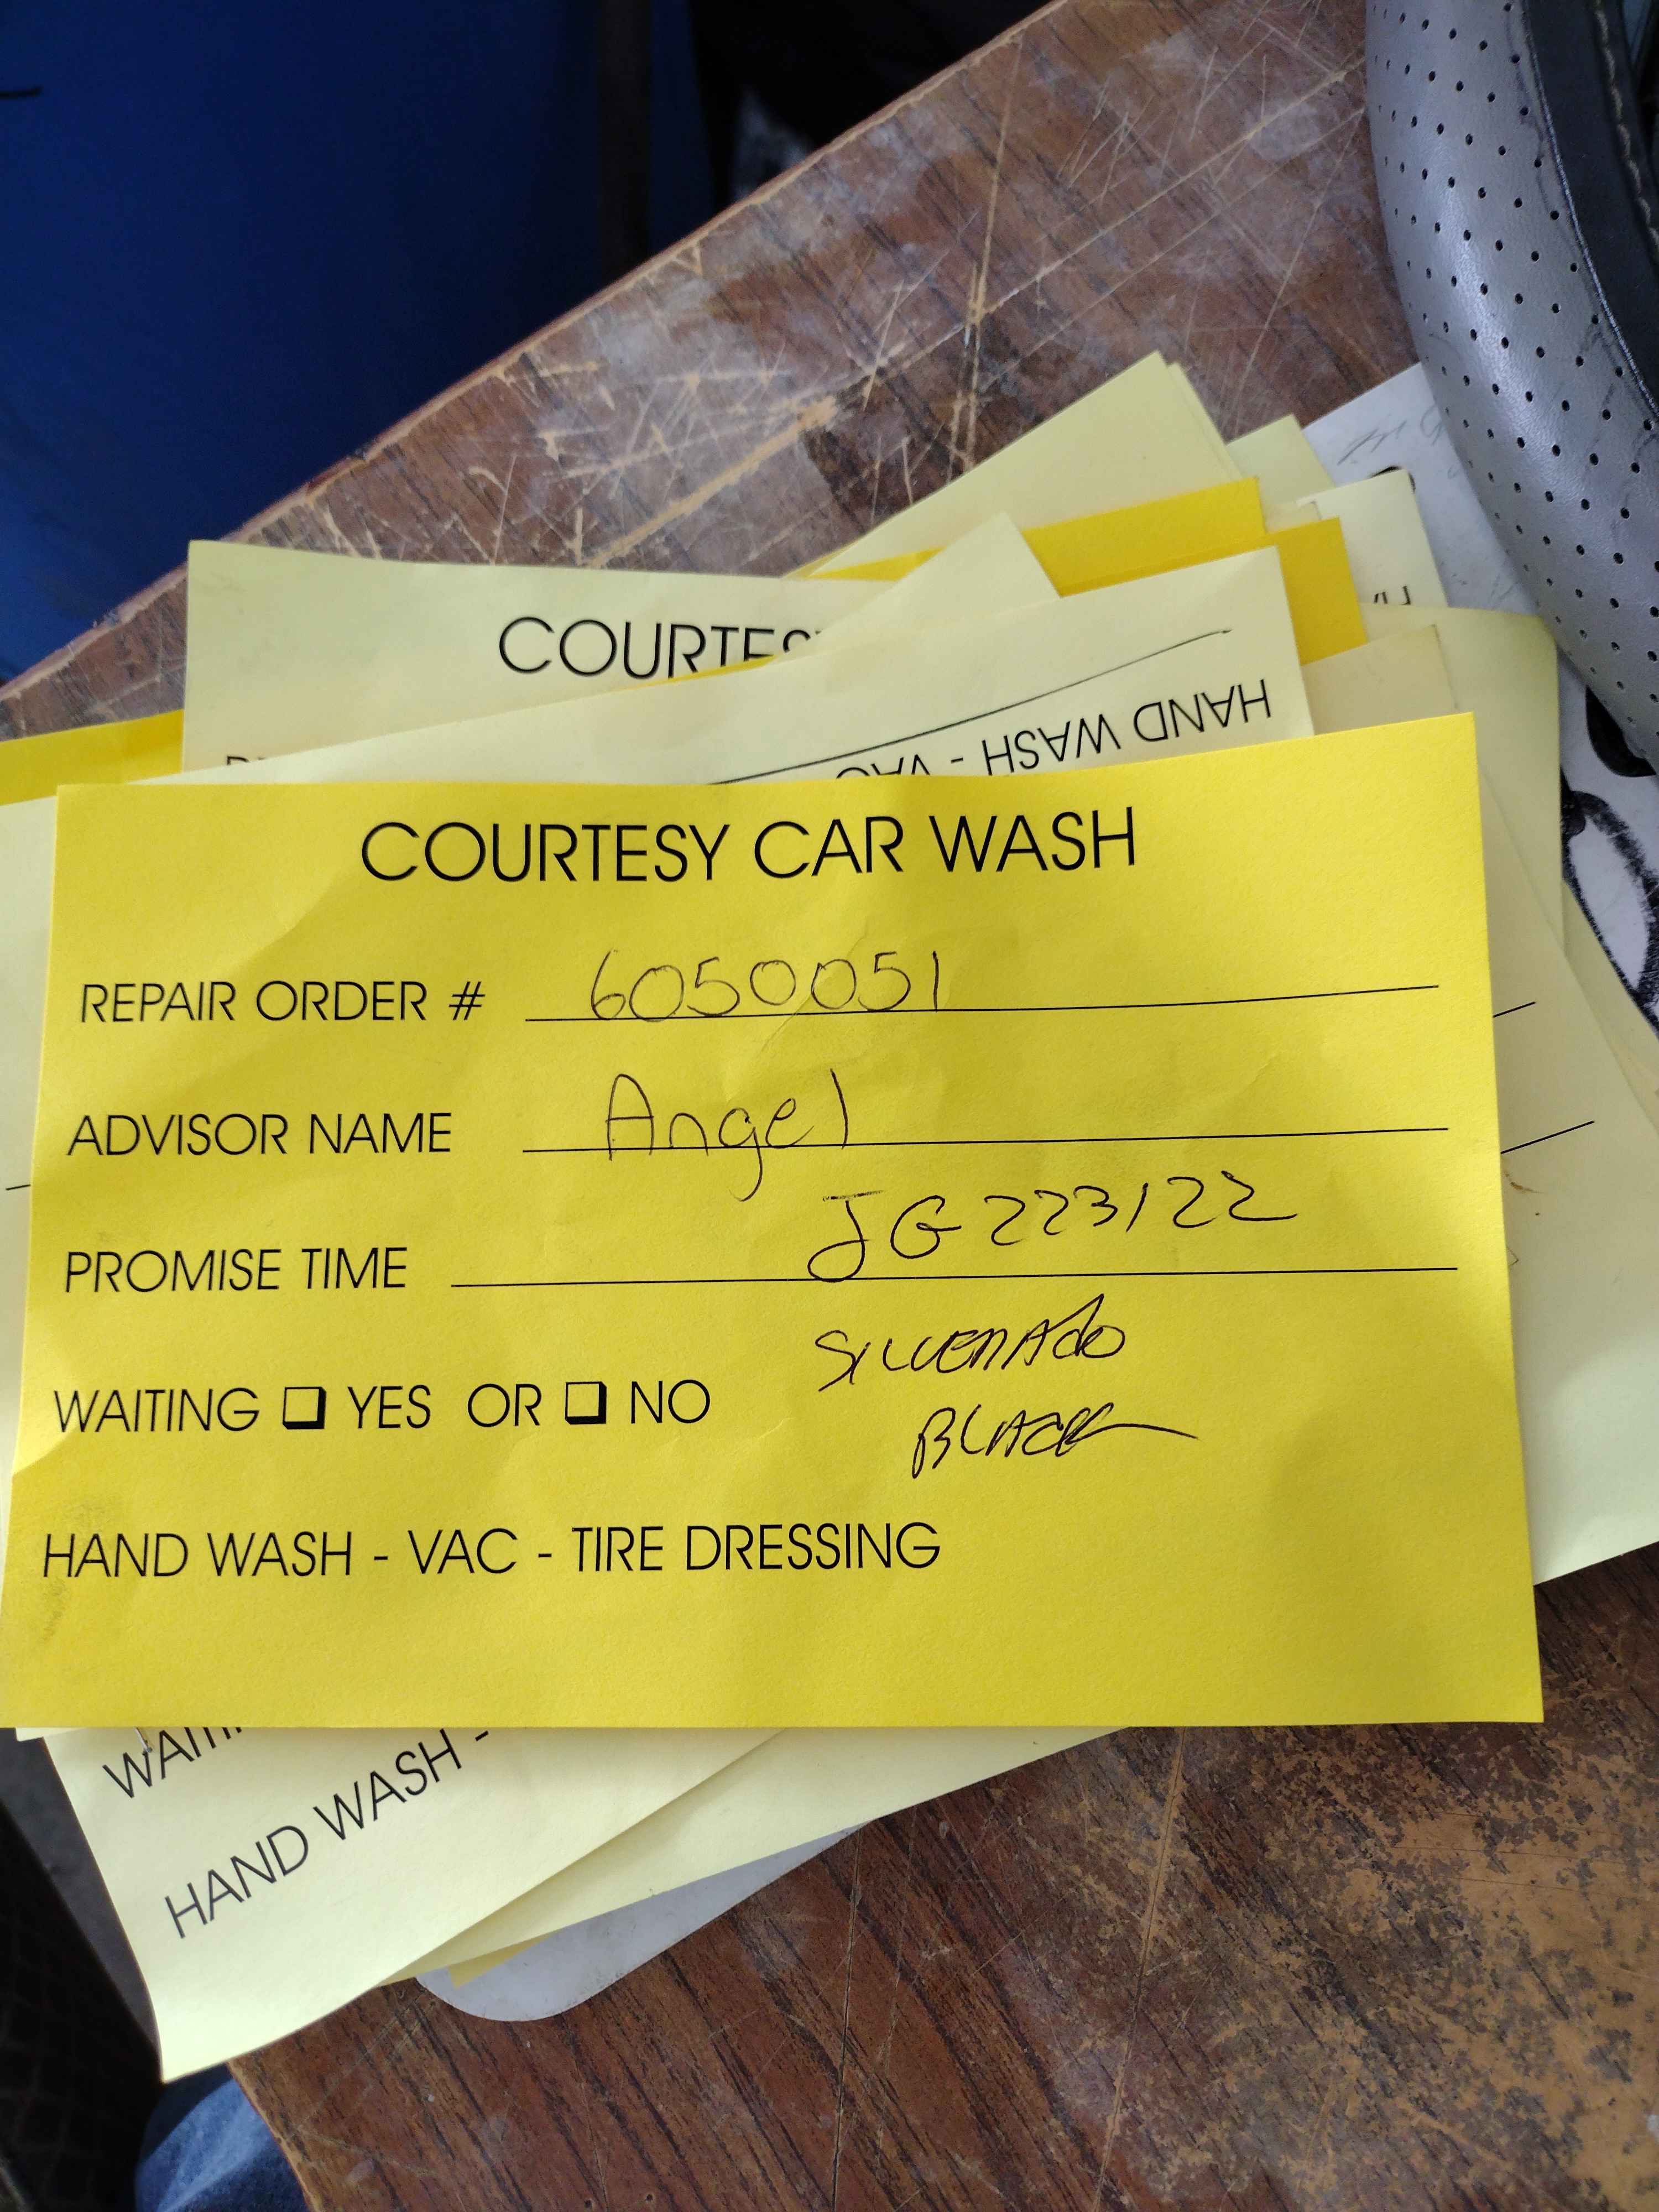 COURTES
HAND WASH - VAC
COURTESY CAR WASH
REPAIR ORDER # 6050051
ADVISOR NAME Angel
PROMISE TIME JG223122
SILVERADO
WAITING ❑ YES OR ❑ NO
BLACK
HAND WASH - VAC - TIRE DRESSING
WAITI
HAND WASH -